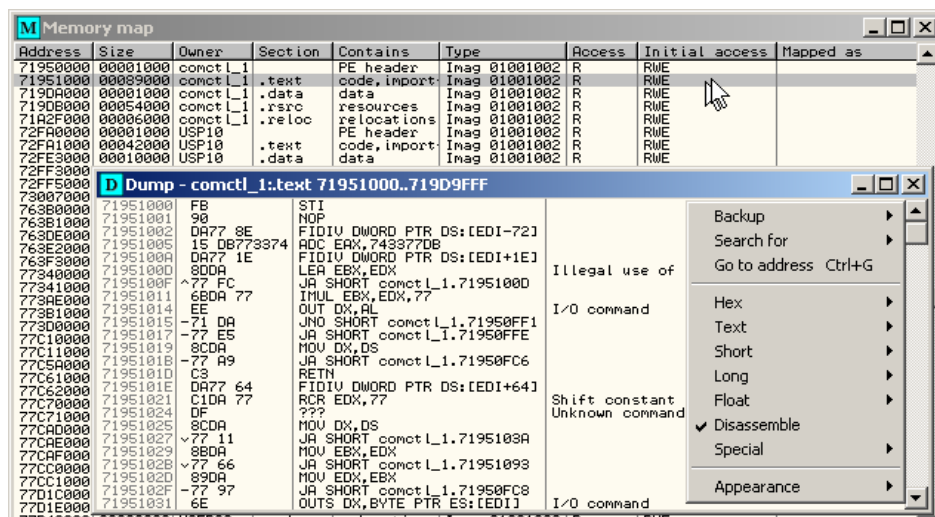 M Memory map
Address Size Owner Section Contains Type Access Initial access Mapped as
71950000 00001000 comctl_1 PE header Imag 01001002 R RWE
71951000 00089000 comctl_1 .text code,import Imag 01001002 R RWE
719DA000 00001000 comctl_1 .data data Imag 01001002 R RWE
719DB000 00054000 comctl_1 .rsrc resources Imag 01001002 R RWE
71A2F000 00006000 comctl_1 .reloc relocations Imag 01001002 R RWE
72FA0000 00001000 USP10 PE header Imag 01001002 R RWE
72FA1000 00042000 USP10 .text code,import Imag 01001002 R RWE
72FE3000 00010000 USP10 .data data Imag 01001002 R RWE
72FF3000
72FF5000
73007000
763B0000
763B1000
763DE000
763E2000
763F3000
77340000
77341000
773AE000
773B1000
773D0000
77C10000
77C11000
77C5A000
77C61000
77C62000
77C70000
77C71000
77CAD000
77CAE000
77CAF000
77CC0000
77CC1000
77D1C000
77D1E000
D Dump - comctl_1:.text 71951000..719D9FFF
71951000 FB STI
71951001 90 NOP
71951002 DA77 8E FIDIV DWORD PTR DS:[EDI-72]
71951005 15 DB773374 ADC EAX,743377DB
7195100A DA77 1E FIDIV DWORD PTR DS:[EDI+1E]
7195100D 8DDA LEA EBX,EDX Illegal use of
7195100F ^77 FC JA SHORT comctl_1.7195100D
71951011 6BDA 77 IMUL EBX,EDX,77
71951014 EE OUT DX,AL I/O command
71951015 -71 DA JNO SHORT comctl_1.71950FF1
71951017 -77 E5 JA SHORT comctl_1.71950FFE
71951019 8CDA MOV DX,DS
7195101B -77 A9 JA SHORT comctl_1.71950FC6
7195101D C3 RETN
7195101E DA77 64 FIDIV DWORD PTR DS:[EDI+64]
71951021 C1DA 77 RCR EDX,77 Shift constant
71951024 DF ??? Unknown command
71951025 8CDA MOV DX,DS
71951027 v77 11 JA SHORT comctl_1.7195103A
71951029 8BDA MOV EBX,EDX
7195102B v77 66 JA SHORT comctl_1.71951093
7195102D 89DA MOV EDX,EBX
7195102F -77 97 JA SHORT comctl_1.71950FC8
71951031 6E OUTS DX,BYTE PTR ES:[EDI] I/O command
Backup
Search for
Go to address Ctrl+G
Hex
Text
Short
Long
Float
Disassemble
Special
Appearance